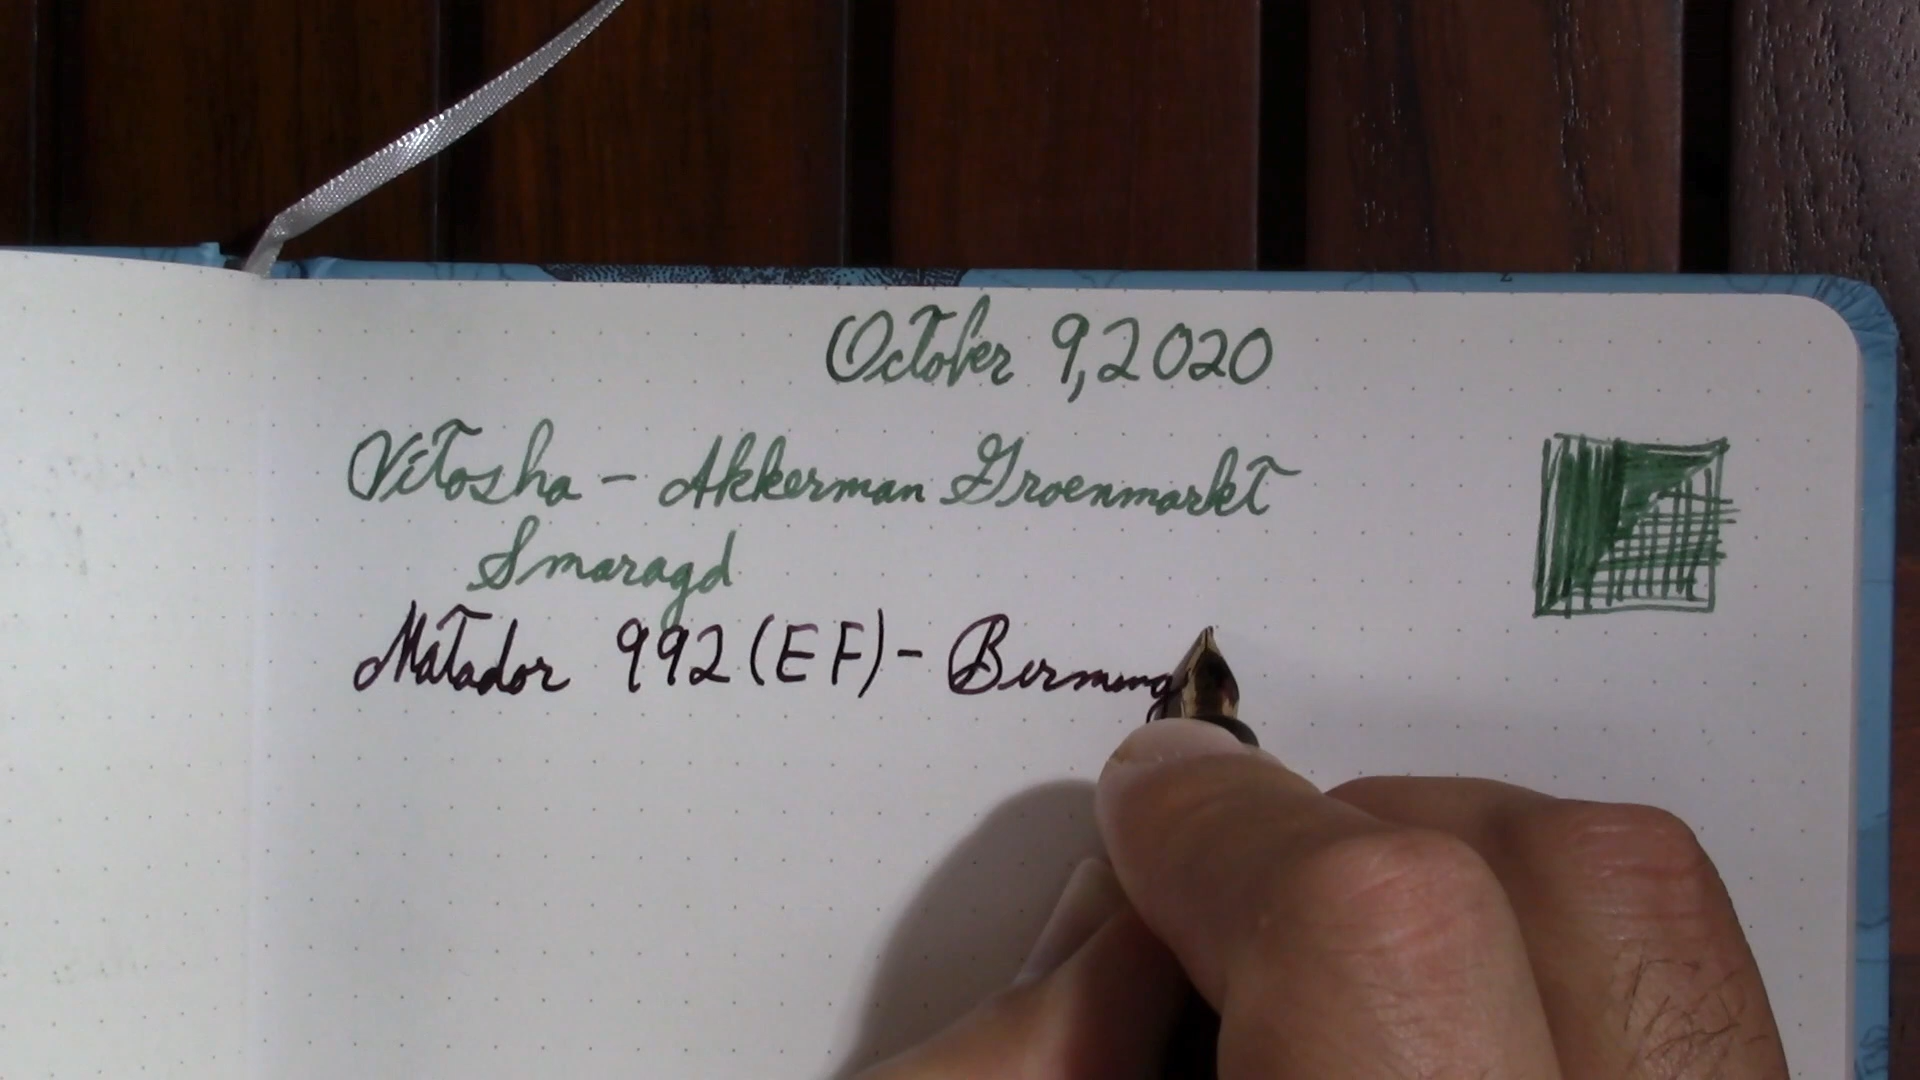 October 9, 2020
Vitosha – Akkerman Groenmarkt
Smaragd
Matador 992 (EF) – Birming